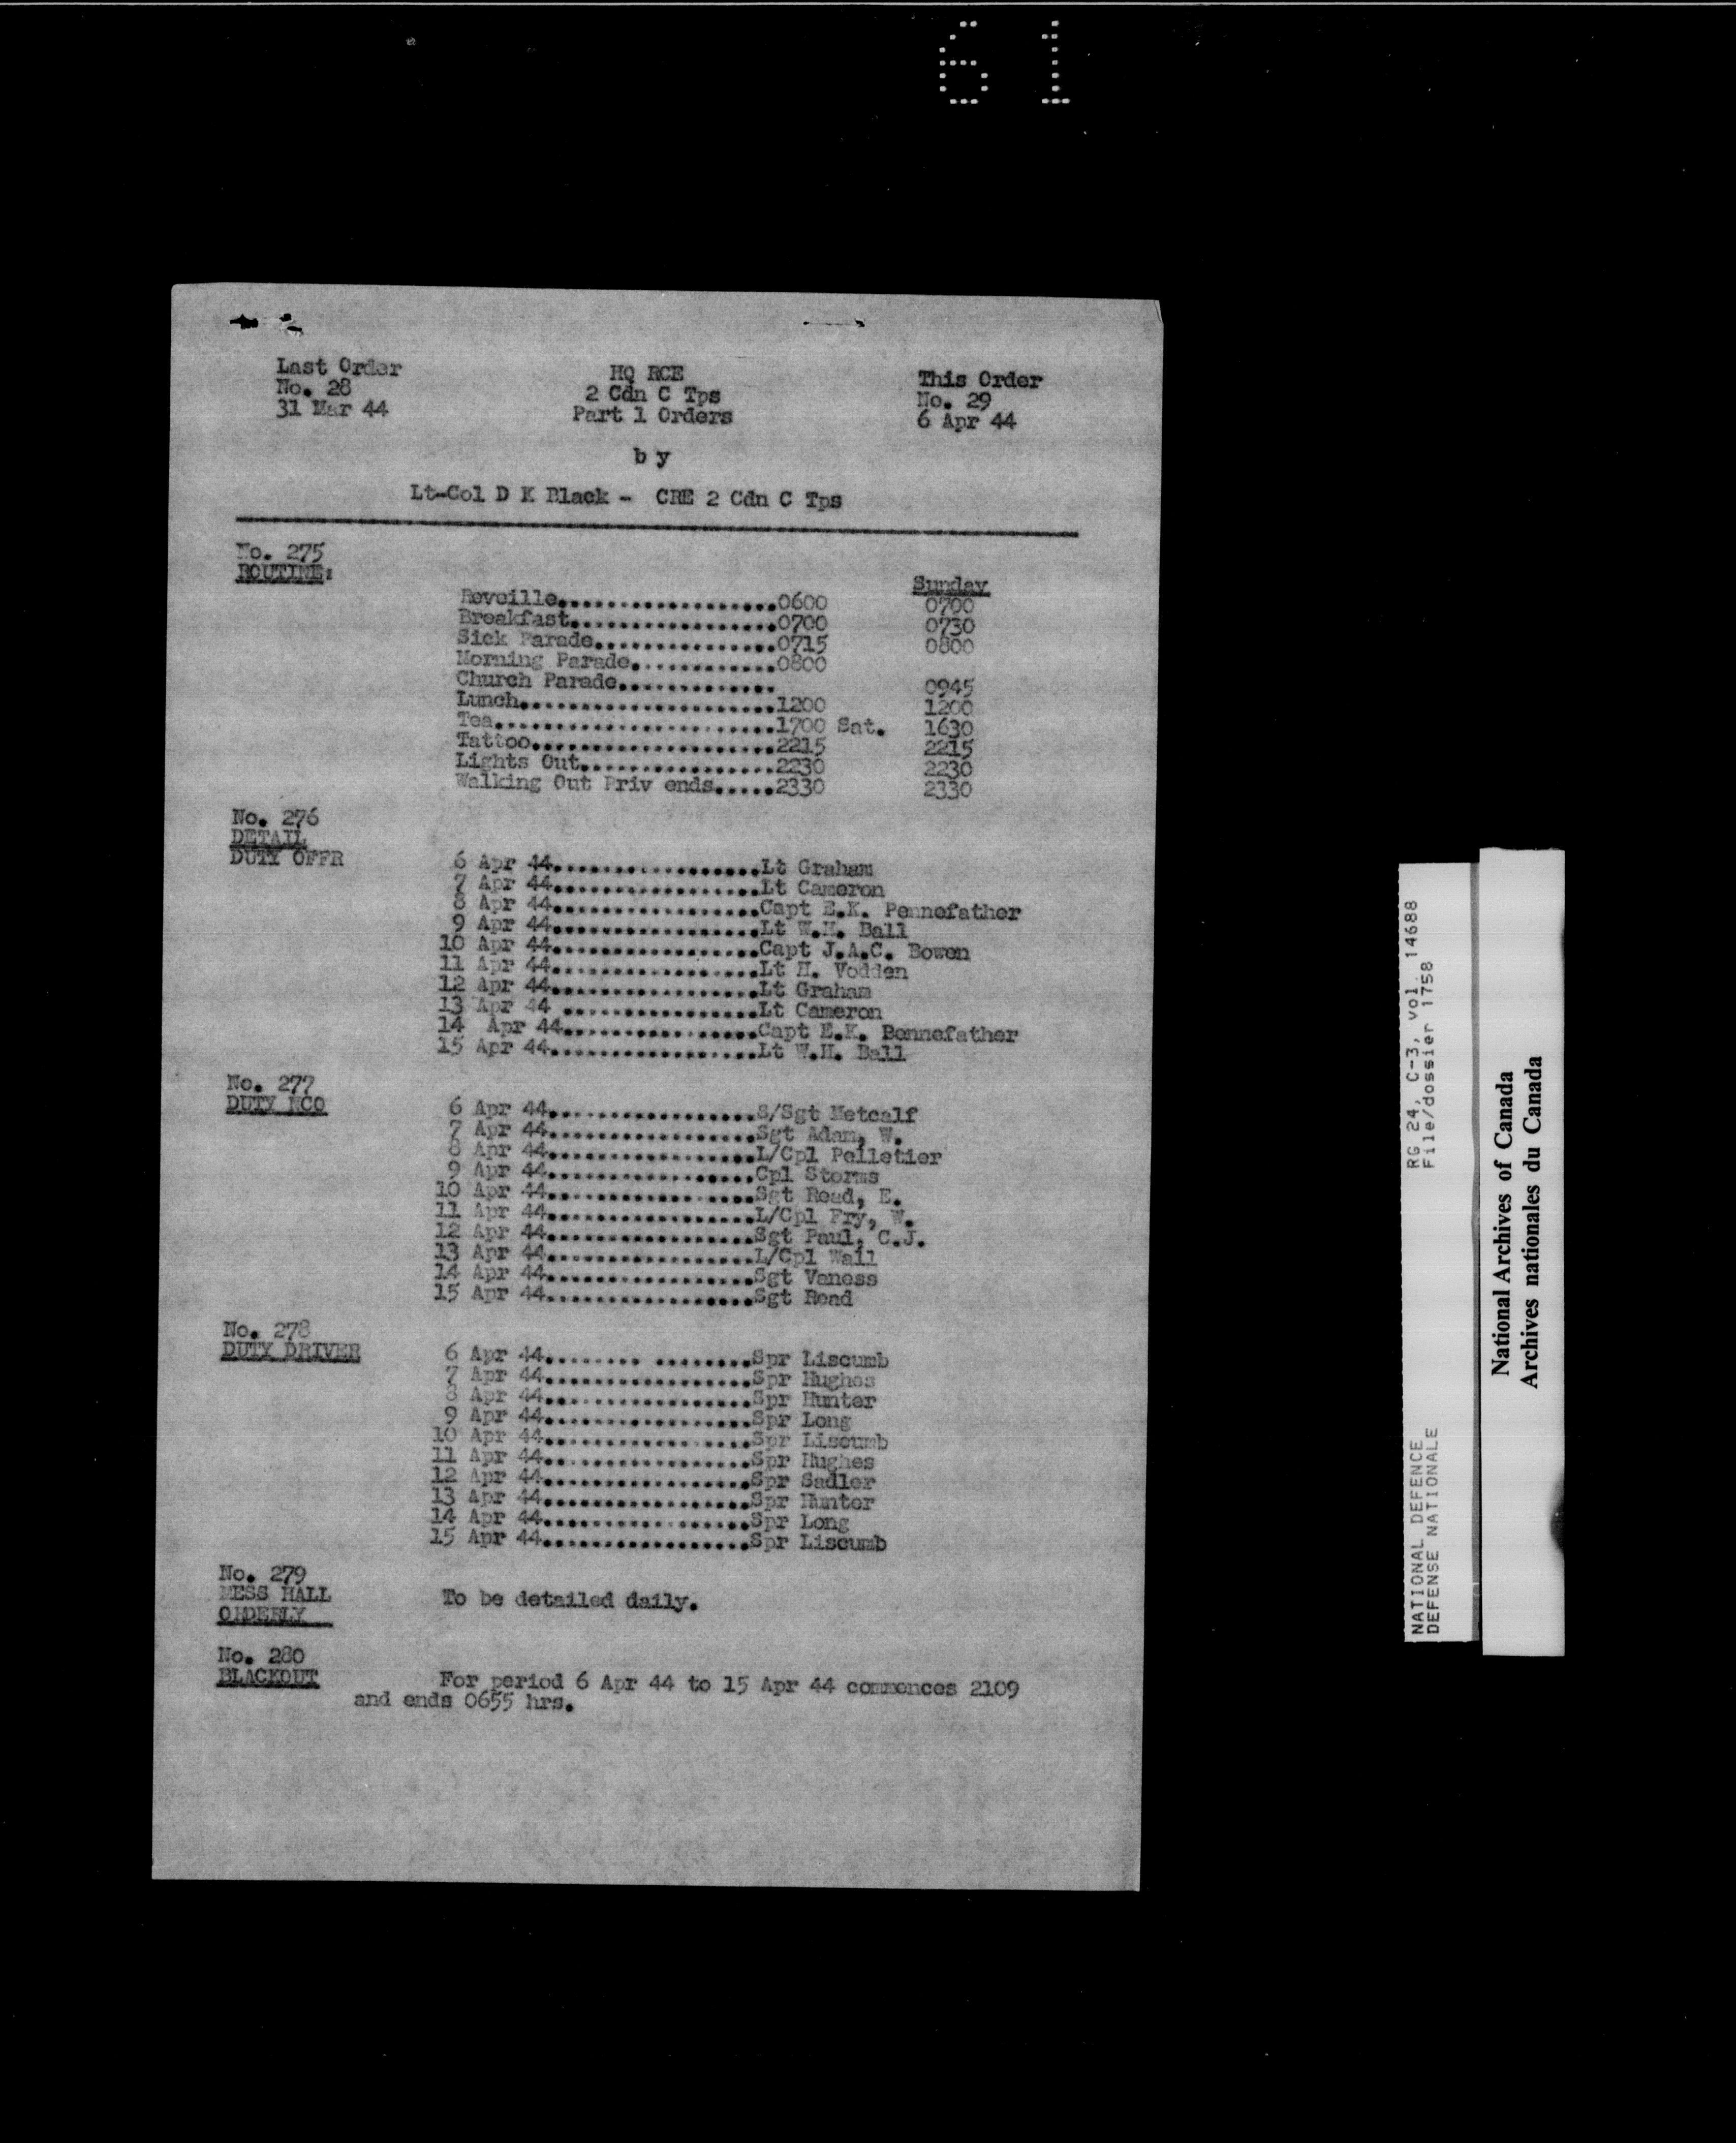 61
Last Order
No. 28
31 Mar 44
HQ RCE
2 Cdn C Tps
Part 1 Orders
This Order
No. 29
6 Apr 44
by
Lt-Col D K Black - CRE 2 Cdn C Tps
No. 275
ROUTINE:
Sunday
Reveille...................0600 0700
Breakfast..................0700 0730
Sick Parade................0715 0800
Morning Parade.............0800
Church Parade.............. 0945
Lunch......................1200 1200
Tea........................1700 Sat. 1630
Tattoo.....................2215 2215
Lights Out.................2230 2230
Walking Out Priv ends......2330 2330
No. 276
DETAIL
DUTY OFFR
6 Apr 44..................Lt Graham
7 Apr 44..................Lt Cameron
8 Apr 44..................Capt E.K. Pennefather
9 Apr 44..................Lt W.H. Ball
10 Apr 44..................Capt J.A.C. Bowen
11 Apr 44..................Lt H. Vodden
12 Apr 44..................Lt Graham
13 Apr 44 .................Lt Cameron
14 Apr 44.................Capt E.K. Bennefather
15 Apr 44..................Lt W.H. Ball
No. 277
DUTY NCO
6 Apr 44..................S/Sgt Metcalf
7 Apr 44..................Sgt Adam, W.
8 Apr 44..................L/Cpl Pelletier
9 Apr 44..................Cpl Storms
10 Apr 44..................Sgt Read, E.
11 Apr 44..................L/Cpl Fry, W.
12 Apr 44..................Sgt Paul, C.J.
13 Apr 44..................L/Cpl Wail
14 Apr 44..................Sgt Vaness
15 Apr 44..................Sgt Read
No. 278
DUTY DRIVER
6 Apr 44........ ........Spr Liscumb
7 Apr 44..................Spr Hughes
8 Apr 44..................Spr Hunter
9 Apr 44..................Spr Long
10 Apr 44..................Spr Liscumb
11 Apr 44..................Spr Hughes
12 Apr 44..................Spr Sadler
13 Apr 44..................Spr Hunter
14 Apr 44..................Spr Long
15 Apr 44..................Spr Liscumb
No. 279
MESS HALL
ORDERLY
To be detailed daily.
No. 280
BLACKOUT
For period 6 Apr 44 to 15 Apr 44 commences 2109
and ends 0655 hrs.
NATIONAL DEFENCE RG 24, C-3, vol. 14688
DEFENSE NATIONALE File/dossier 1758
National Archives of Canada
Archives nationales du Canada